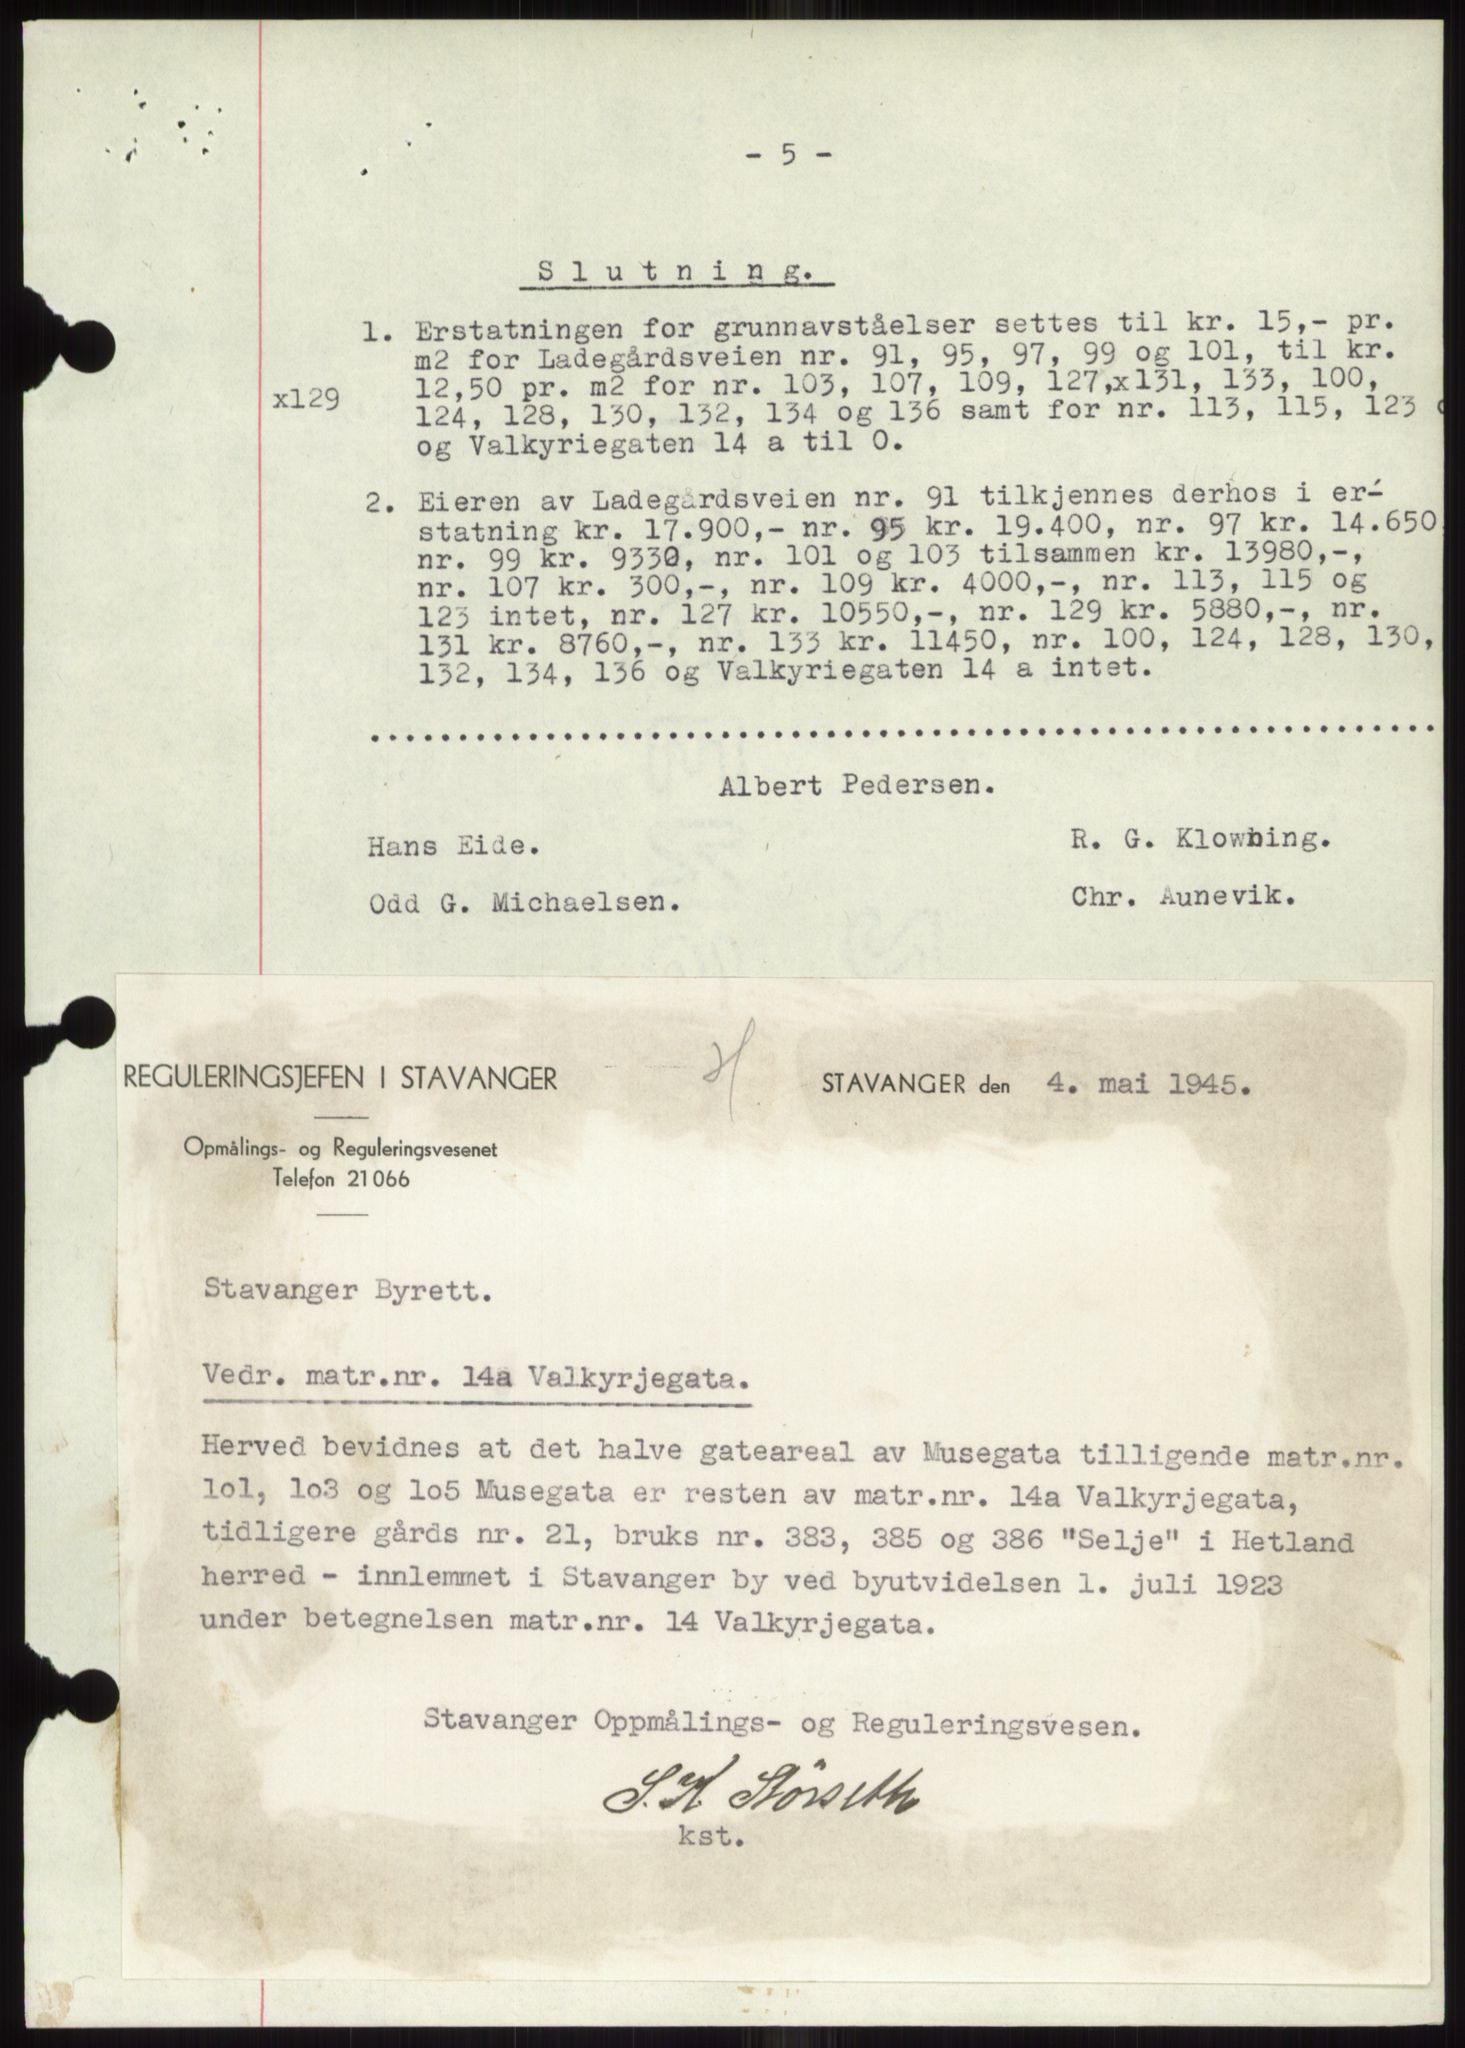 - 5 -
Slutning.
1. Erstatningen for grunnavståelser settes til kr. 15,- pr.
m2 for Ladegårdsveien nr. 91, 95, 97, 99 og 101, til kr.
12,50 pr. m2 for nr. 103, 107, 109, 127,x131, 133, 100,
x129
124, 128, 130, 132, 134 og 136 samt for nr. 113, 115, 123
og Valkyriegaten 14 a til 0.
2. Eieren av Ladegårdsveien nr. 91 tilkjennes derhos i er-
statning kr. 17.900,- nr. 95 kr. 19.400, nr. 97 kr. 14.650,
nr. 99 kr. 9330, nr. 101 og 103 tilsammen kr. 13980,-,
nr. 107 kr. 300,-, nr. 109 kr. 4000,-, nr. 113, 115 og
123 intet, nr. 127 kr. 10550,-, nr. 129 kr. 5880,-, nr.
131 kr. 8760,-, nr. 133 kr. 11450, nr. 100, 124, 128, 130,
132, 134, 136 og Valkyriegaten 14 a intet.
Albert Pedersen.
Hans Eide.
R. G. Klowning.
Odd G. Michaelsen.
Chr. Aunevik.
REGULERINGSJEFEN I STAVANGER
STAVANGER den 4. mai 1945.
Opmålings- og Reguleringsvesenet
Telefon 21066
Stavanger Byrett.
Vedr. matr.nr. 14a Valkyrjegata.
Herved bevidnes at det halve gateareal av Musegata tilligende matr.nr.
lol, lo3 og lo5 Musegata er resten av matr.nr. 14a Valkyrjegata,
tidligere gårds nr. 21, bruks nr. 383, 385 og 386 "Selje" i Hetland
herred - innlemmet i Stavanger by ved byutvidelsen 1. juli 1923
under betegnelsen matr.nr. 14 Valkyrjegata.
Stavanger Oppmålings- og Reguleringsvesen.
S. K Störseth
kst.